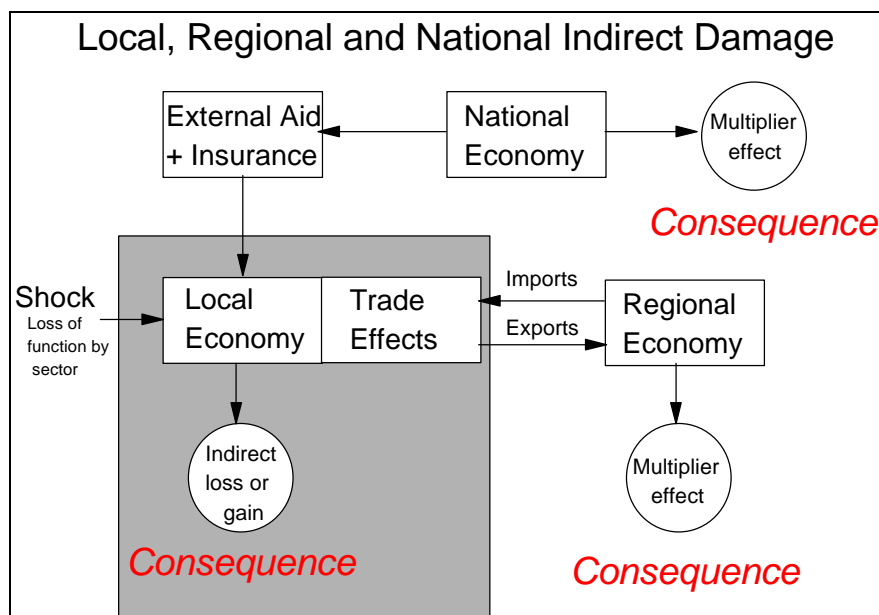 Local, Regional and National Indirect Damage
External Aid
+ Insurance
National
Economy
Multiplier
effect
Consequence
Shock
Loss of
function by
sector
Local
Economy
Trade
Effects
Imports
Exports
Regional
Economy
Indirect
loss or
gain
Consequence
Multiplier
effect
Consequence